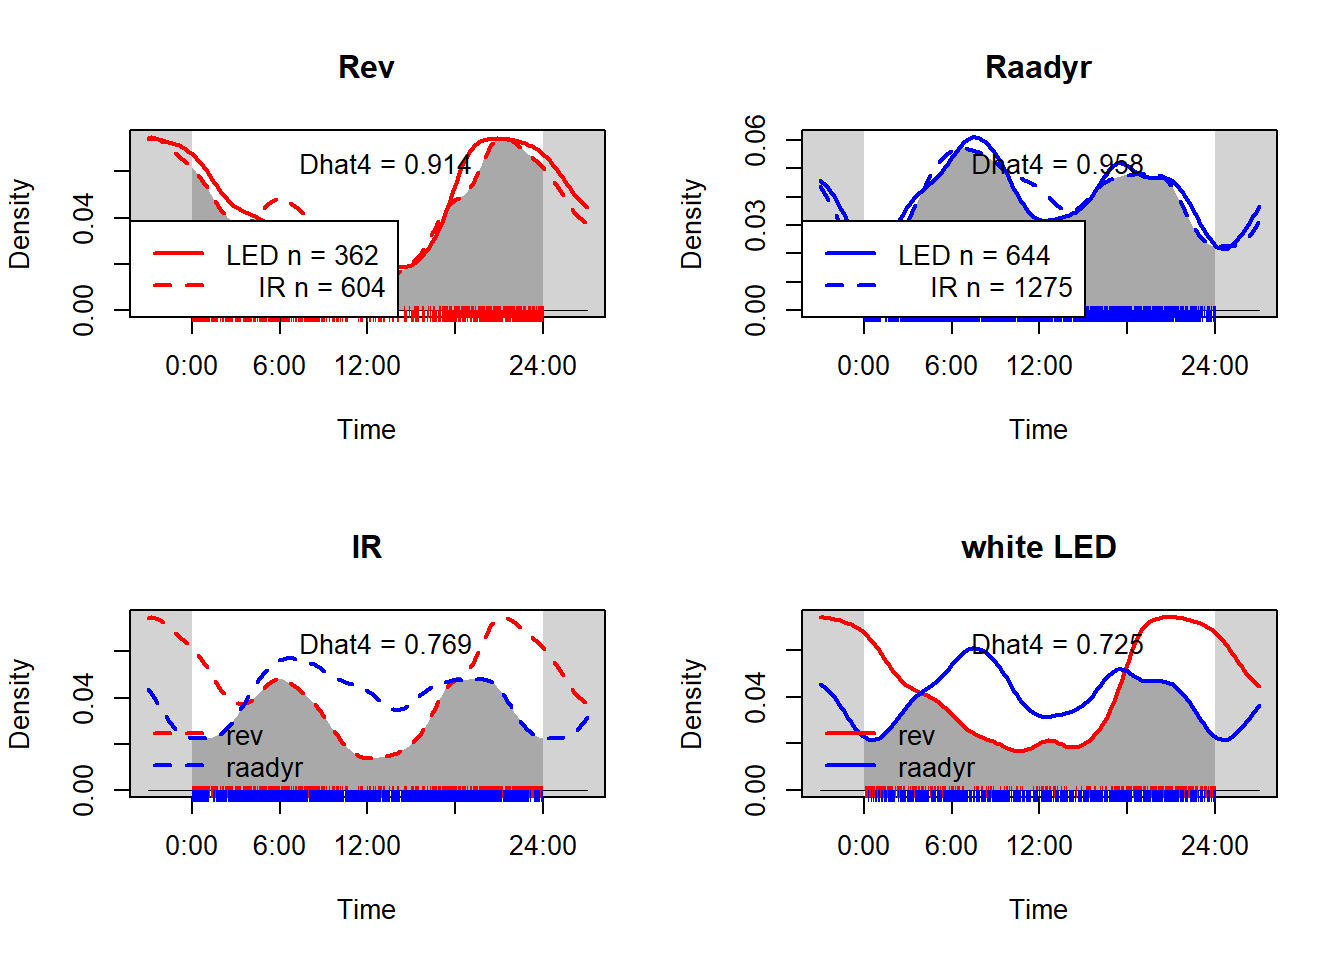 Rev
Density
0.00
0.04
Dhat4 = 0.914
LED n = 362
IR n = 604
0:00 6:00 12:00 24:00
Time
Raadyr
Density
0.00
0.03
0.06
Dhat4 = 0.958
LED n = 644
IR n = 1275
0:00 6:00 12:00 24:00
Time
IR
Density
0.00
0.04
Dhat4 = 0.769
rev
raadyr
0:00 6:00 12:00 24:00
Time
white LED
Density
0.00
0.04
Dhat4 = 0.725
rev
raadyr
0:00 6:00 12:00 24:00
Time